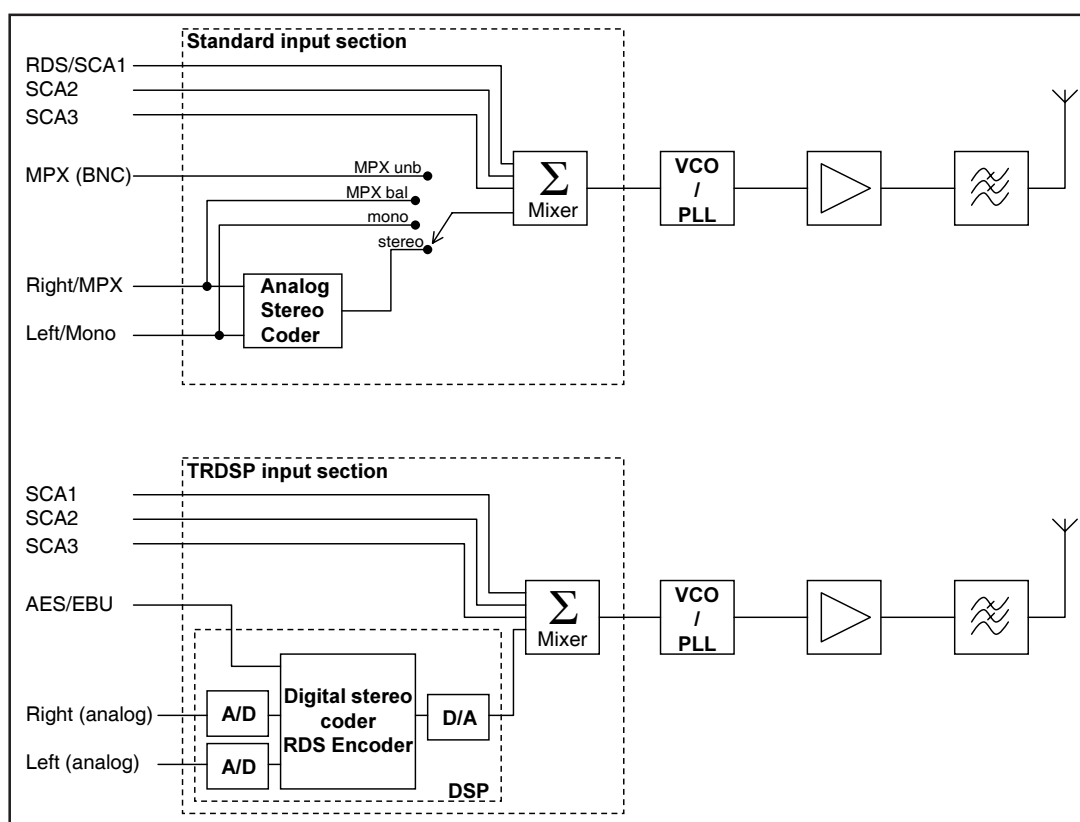 Standard input section
RDS/SCA1
SCA2
SCA3
MPX (BNC)
MPX unb
MPX bal
mono
stereo
Right/MPX
Left/Mono
Analog
Stereo
Coder
Σ
Mixer
VCO
/
PLL
TRDSP input section
SCA1
SCA2
SCA3
AES/EBU
Right (analog)
Left (analog)
A/D
A/D
Digital stereo
coder
RDS Encoder
D/A
DSP
Σ
Mixer
VCO
/
PLL